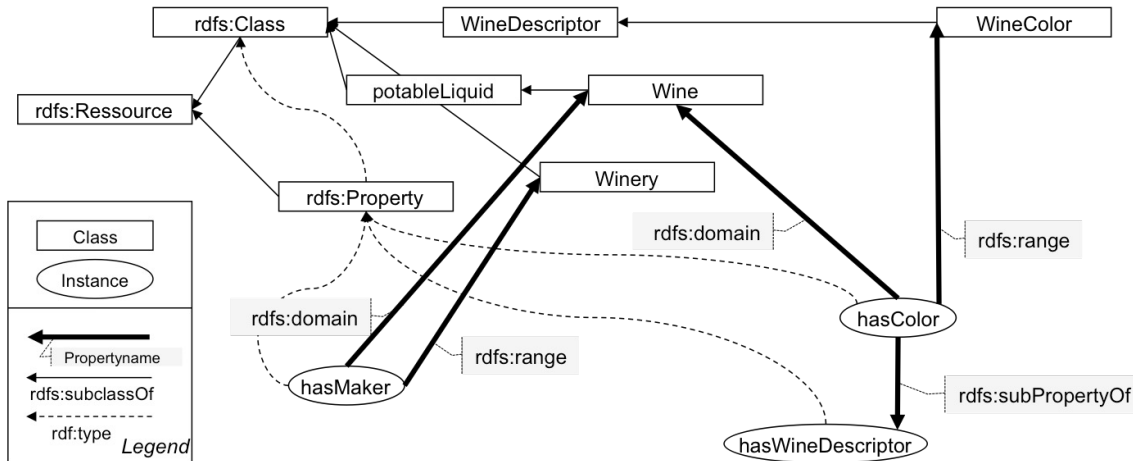 rdfs:Class
WineDescriptor
WineColor
potableLiquid
Wine
rdfs:Ressource
Winery
rdfs:Property
Class
Instance
rdfs:domain
rdfs:range
rdfs:domain
hasColor
rdfs:range
Propertyname
rdfs:subclassOf
hasMaker
rdfs:subPropertyOf
rdf:type
Legend
hasWineDescriptor